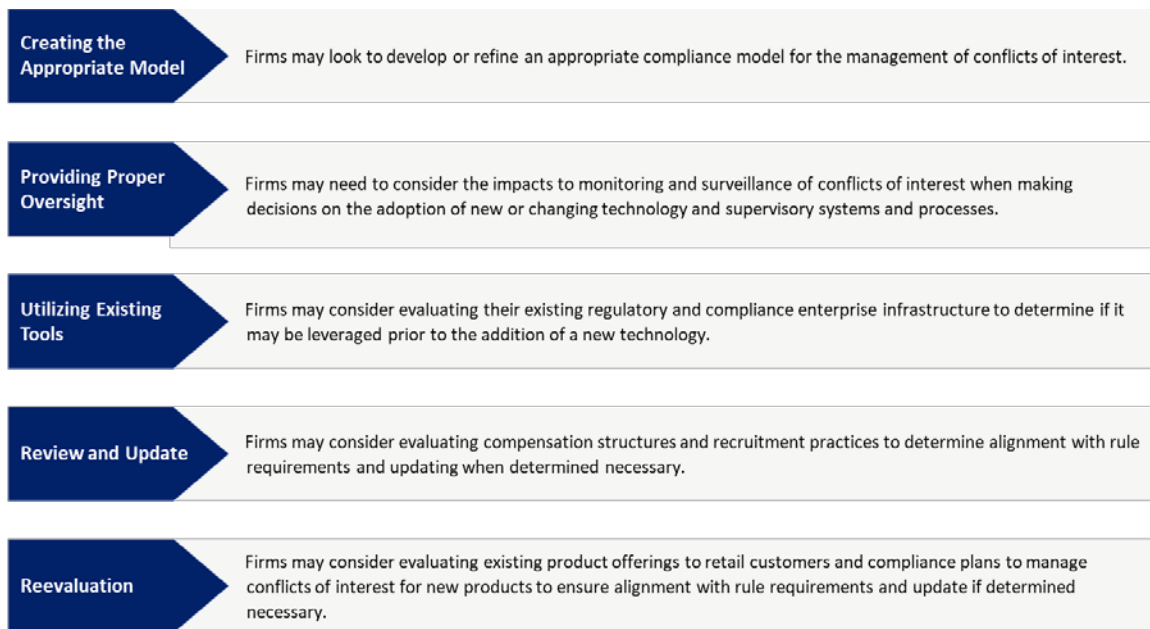 Creating the
Appropriate Model
Firms may look to develop or refine an appropriate compliance model for the management of conflicts of interest.
Providing Proper
Oversight
Firms may need to consider the impacts to monitoring and surveillance of conflicts of interest when making
decisions on the adoption of new or changing technology and supervisory systems and processes.
Utilizing Existing
Tools
Firms may consider evaluating their existing regulatory and compliance enterprise infrastructure to determine if it
may be leveraged prior to the addition of a new technology.
Review and Update
Firms may consider evaluating compensation structures and recruitment practices to determine alignment with rule
requirements and updating when determined necessary.
Reevaluation
Firms may consider evaluating existing product offerings to retail customers and compliance plans to manage
conflicts of interest for new products to ensure alignment with rule requirements and update if determined
necessary.